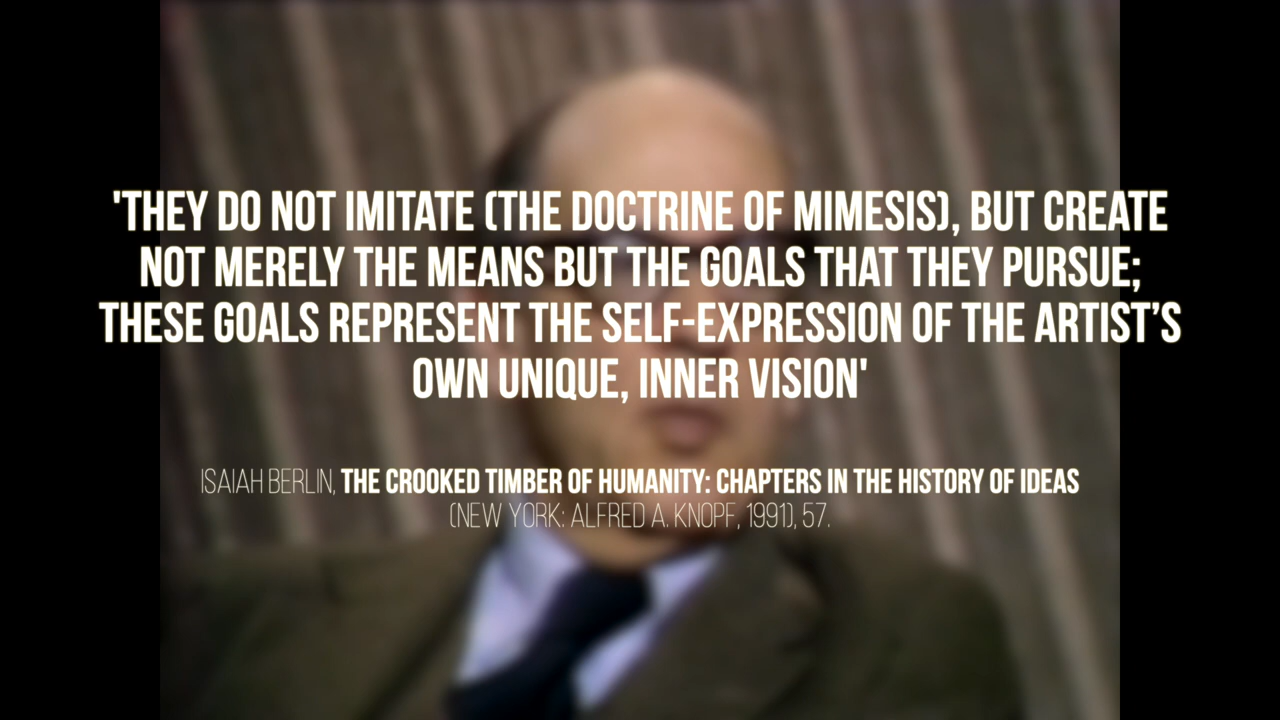 'THEY DO NOT IMITATE (THE DOCTRINE OF MIMESIS), BUT CREATE
NOT MERELY THE MEANS BUT THE GOALS THAT THEY PURSUE;
THESE GOALS REPRESENT THE SELF-EXPRESSION OF THE ARTIST’S
OWN UNIQUE, INNER VISION'
ISAIAH BERLIN, THE CROOKED TIMBER OF HUMANITY: CHAPTERS IN THE HISTORY OF IDEAS
(NEW YORK: ALFRED A. KNOPF, 1991), 57.